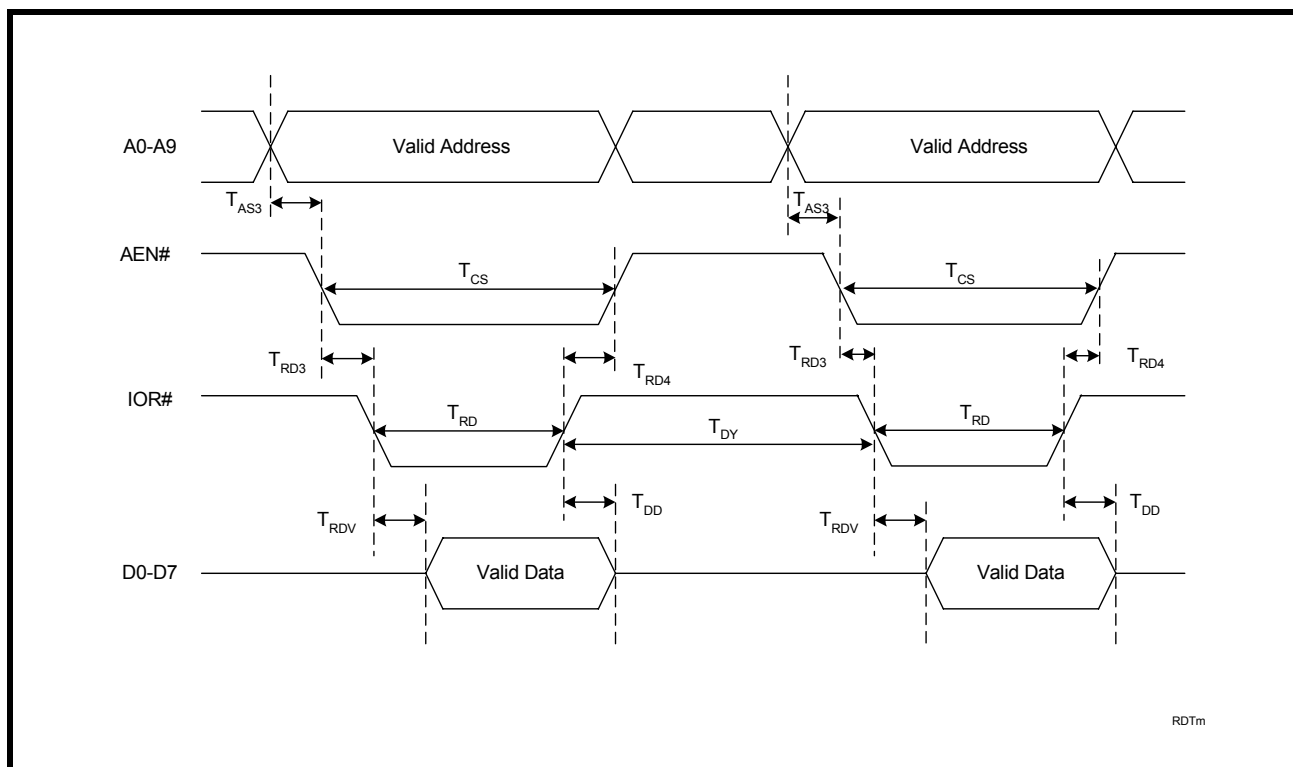 A0-A9
Valid Address
Valid Address
TAS3
TAS3
AEN#
TCS
TCS
TRD3
TRD4
TRD3
TRD4
IOR#
TRD
TDY
TRD
TRDV
TDD
TRDV
TDD
D0-D7
Valid Data
Valid Data
RDTm